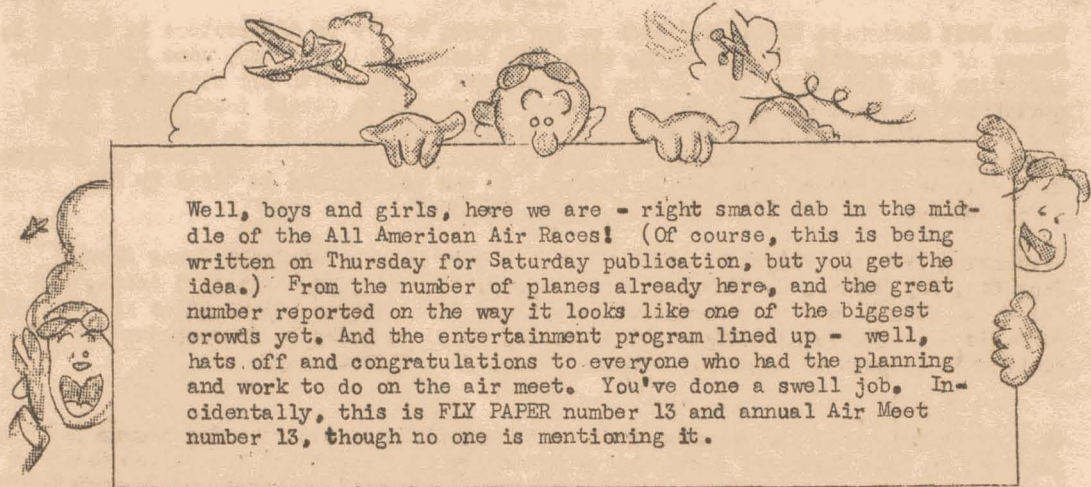 Well, boys and girls, here we are - right smack dab in the mid-
dle of the All American Air Races! (Of course, this is being
written on Thursday for Saturday publication, but you get the
idea.) From the number of planes already here, and the great
number reported on the way it looks like one of the biggest
crowds yet. And the entertainment program lined up - well,
hats off and congratulations to everyone who had the planning
and work to do on the air meet. You've done a swell job. In-
cidentally, this is FLY PAPER number 13 and annual Air Meet
number 13, though no one is mentioning it.